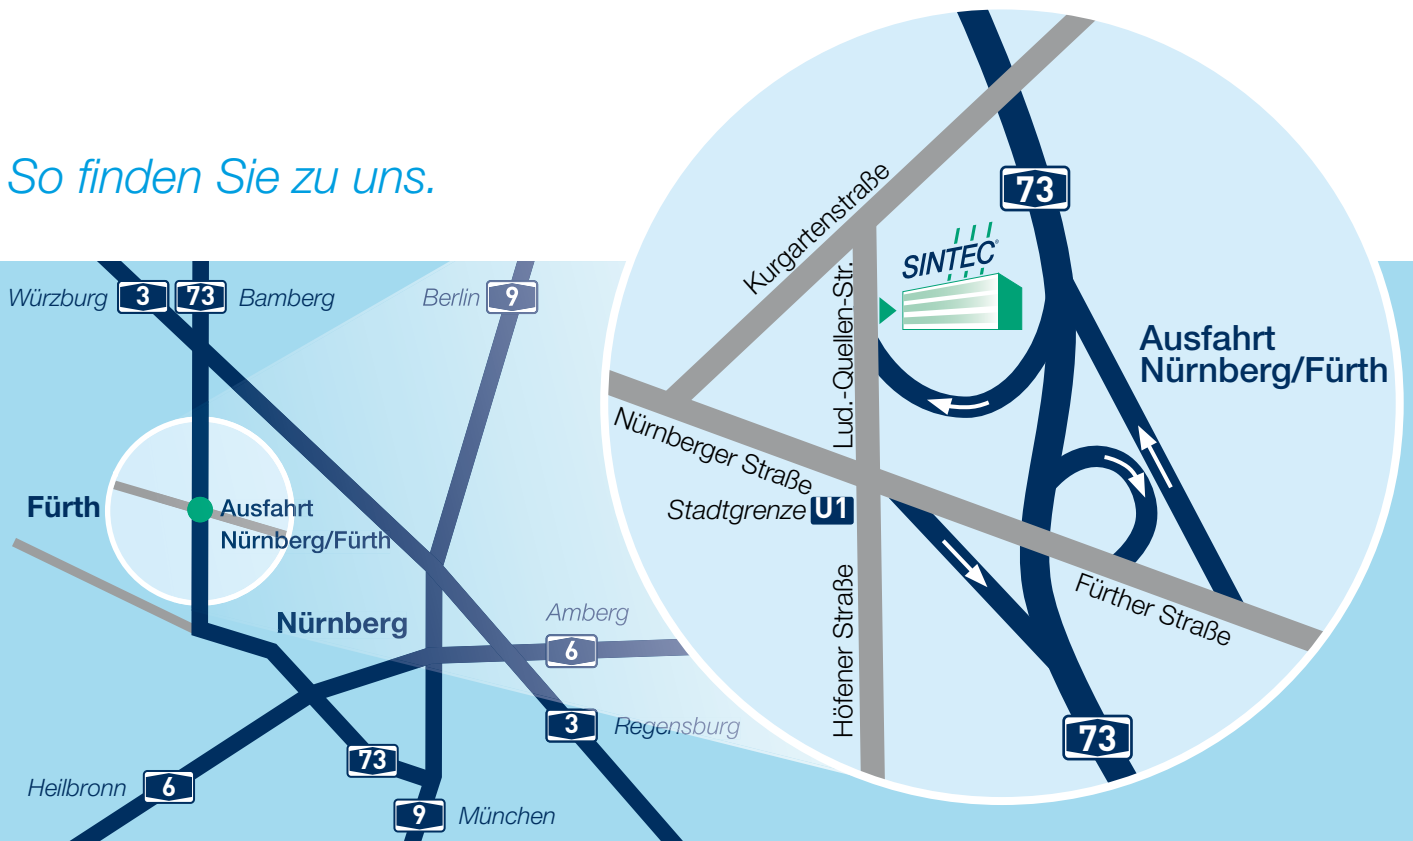 So finden Sie zu uns.
Würzburg 3 73 Bamberg
Berlin 9
Fürth
Ausfahrt
Nürnberg/Fürth
Nürnberg
Amberg
6
3 Regensburg
73
Heilbronn 6
9 München
73
Kurgartenstraße
SINTEC®
Lud.-Quellen-Str.
Ausfahrt
Nürnberg/Fürth
Nürnberger Straße
Stadtgrenze U1
Höfener Straße
Fürther Straße
73